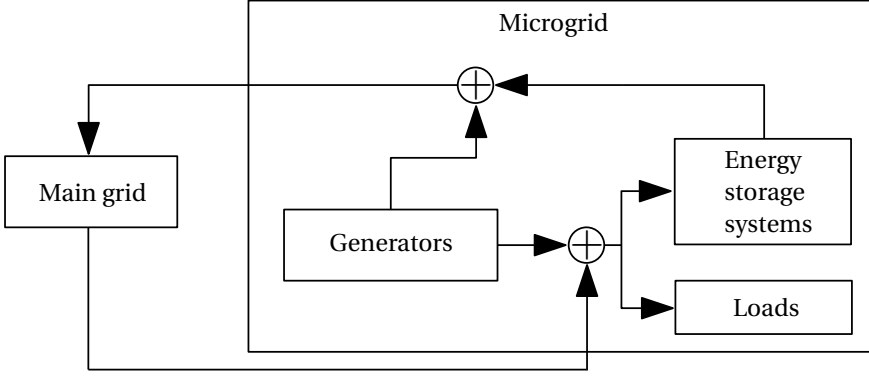 Microgrid
Main grid
Generators
Energy
storage
systems
Loads